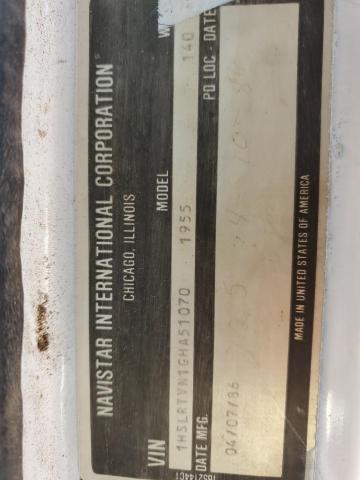 NAVISTAR INTERNATIONAL CORPORATION®
CHICAGO, ILLINOIS
VIN MODEL
1HSLRTVN1GHA51070 1955 140
DATE MFG. PD LOC - DATE
04/07/86
MADE IN UNITED STATES OF AMERICA